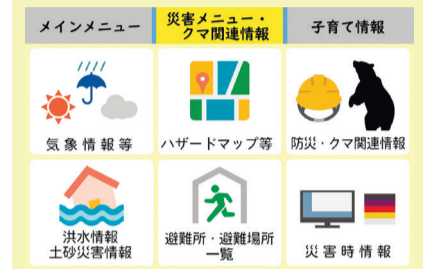 メインメニュー
災害メニュー・
クマ関連情報
子育て情報
気象情報等
ハザードマップ等
防災・クマ関連情報
洪水情報
土砂災害情報
避難所・避難場所
一覧
災害時情報